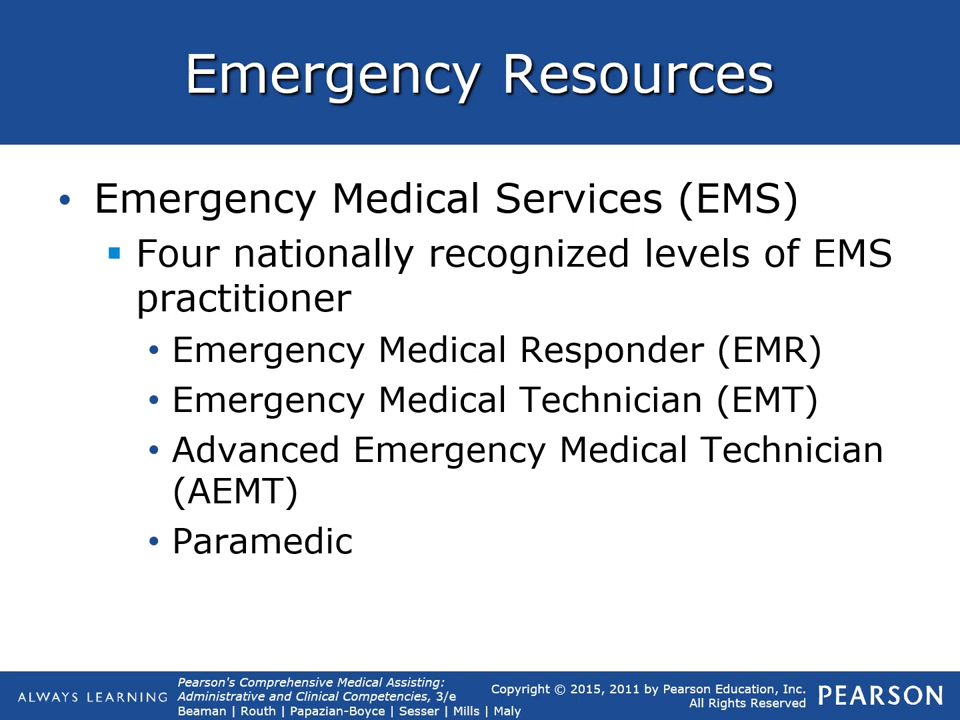 Emergency Resources
• Emergency Medical Services (EMS)
▪ Four nationally recognized levels of EMS
practitioner
• Emergency Medical Responder (EMR)
• Emergency Medical Technician (EMT)
• Advanced Emergency Medical Technician
(AEMT)
• Paramedic
ALWAYS LEARNING
Pearson's Comprehensive Medical Assisting:
Administrative and Clinical Competencies, 3/e
Beaman | Routh | Papazian-Boyce | Sesser | Mills | Maly
Copyright © 2015, 2011 by Pearson Education, Inc.
All Rights Reserved
PEARSON